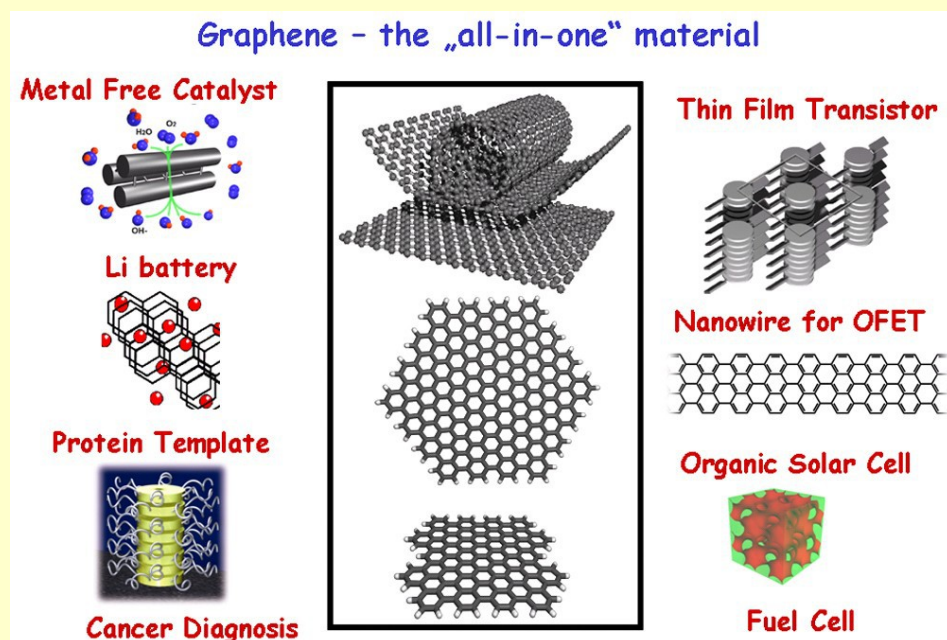 Graphene – the „all-in-one“ material
Metal Free Catalyst
H2O
O2
OH-
Li battery
Protein Template
Cancer Diagnosis
Thin Film Transistor
Nanowire for OFET
Organic Solar Cell
Fuel Cell